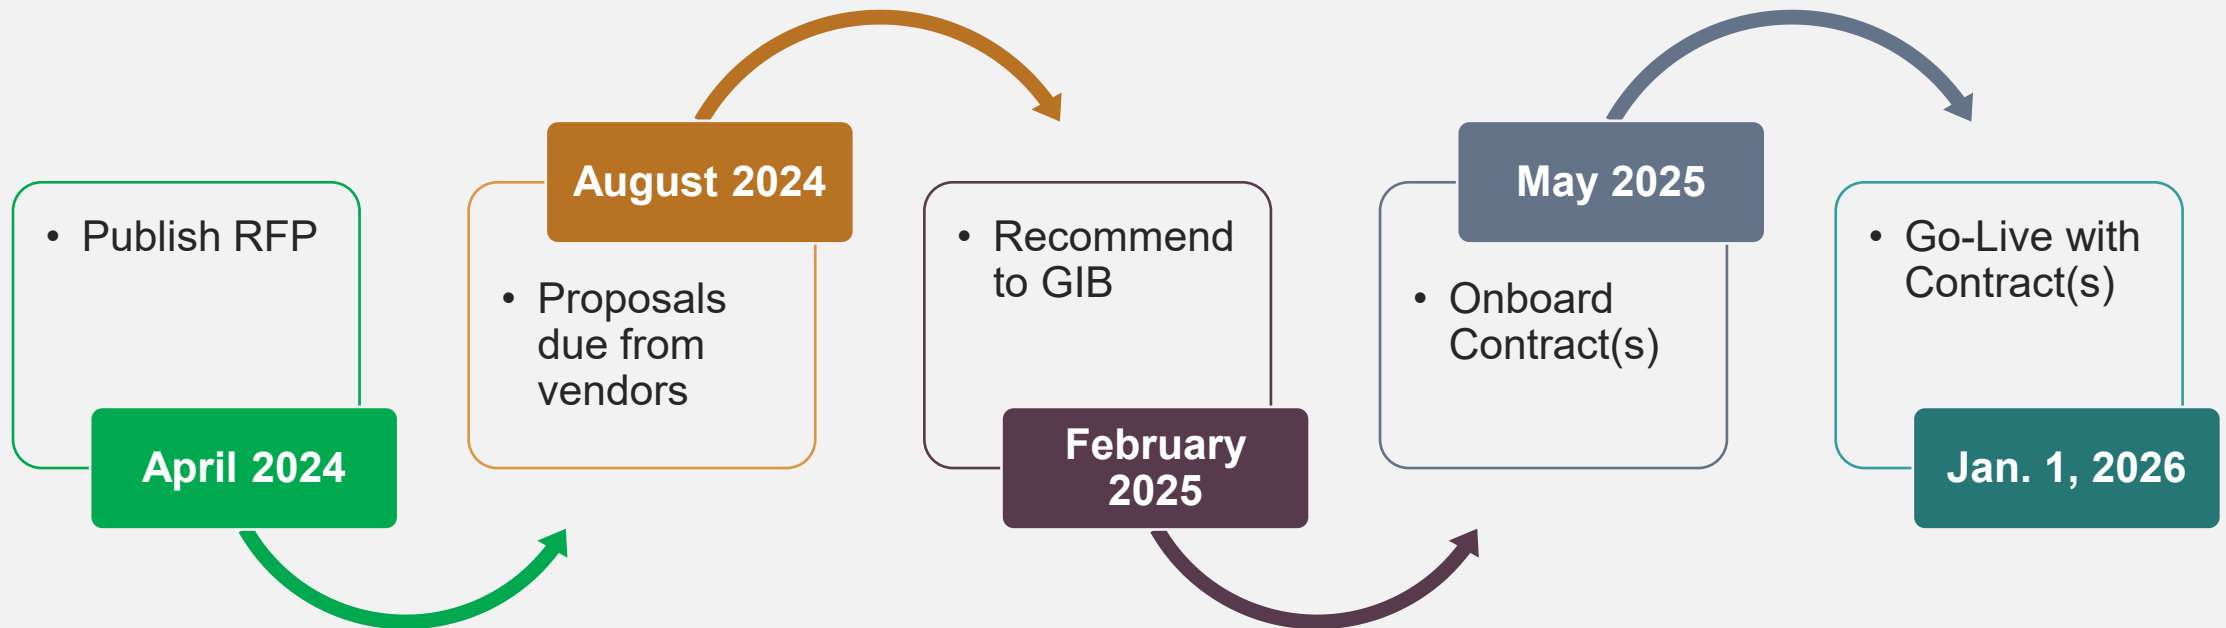 • Publish RFP
April 2024
August 2024
• Proposals
due from
vendors
• Recommend
to GIB
February
2025
May 2025
• Onboard
Contract(s)
• Go-Live with
Contract(s)
Jan. 1, 2026